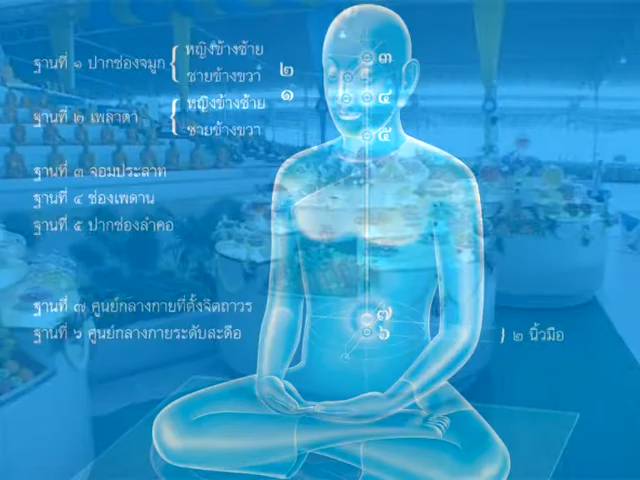 ฐานที่ ๑ ปากช่องจมูก { หญิงข้างซ้าย
ชายข้างขวา
ฐานที่ ๒ เพลาตา { หญิงข้างซ้าย
ชายข้างขวา
ฐานที่ ๓ จอมประสาท
ฐานที่ ๔ ช่องเพดาน
ฐานที่ ๕ ปากช่องลำคอ
ฐานที่ ๗ ศูนย์กลางกายที่ตั้งจิตถาวร
ฐานที่ ๖ ศูนย์กลางกายระดับสะดือ
๒
๑
๓
๔
๕
๗
๖
} ๒ นิ้วมือ